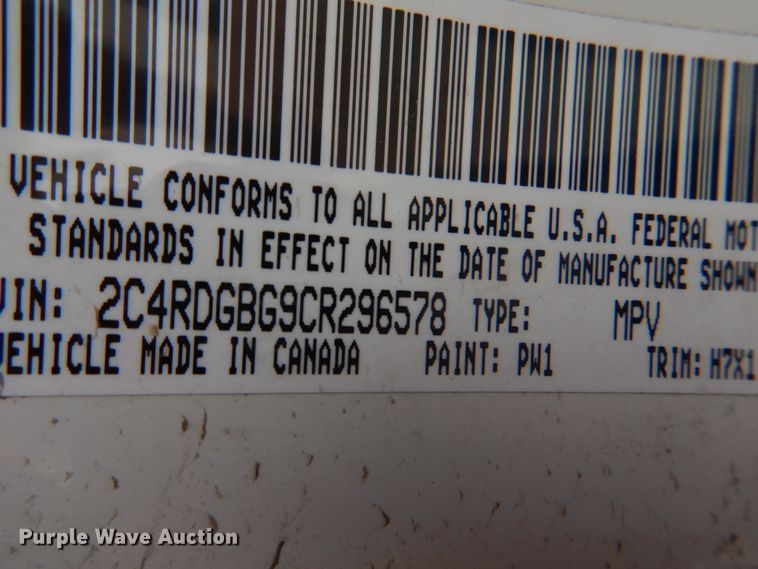 VEHICLE CONFORMS TO ALL APPLICABLE U.S.A. FEDERAL MOT
STANDARDS IN EFFECT ON THE DATE OF MANUFACTURE SHOWN
VIN: 2C4RDGBG9CR296578 TYPE: MPV
VEHICLE MADE IN CANADA PAINT: PW1 TRIM: H7X1
Purple Wave Auction